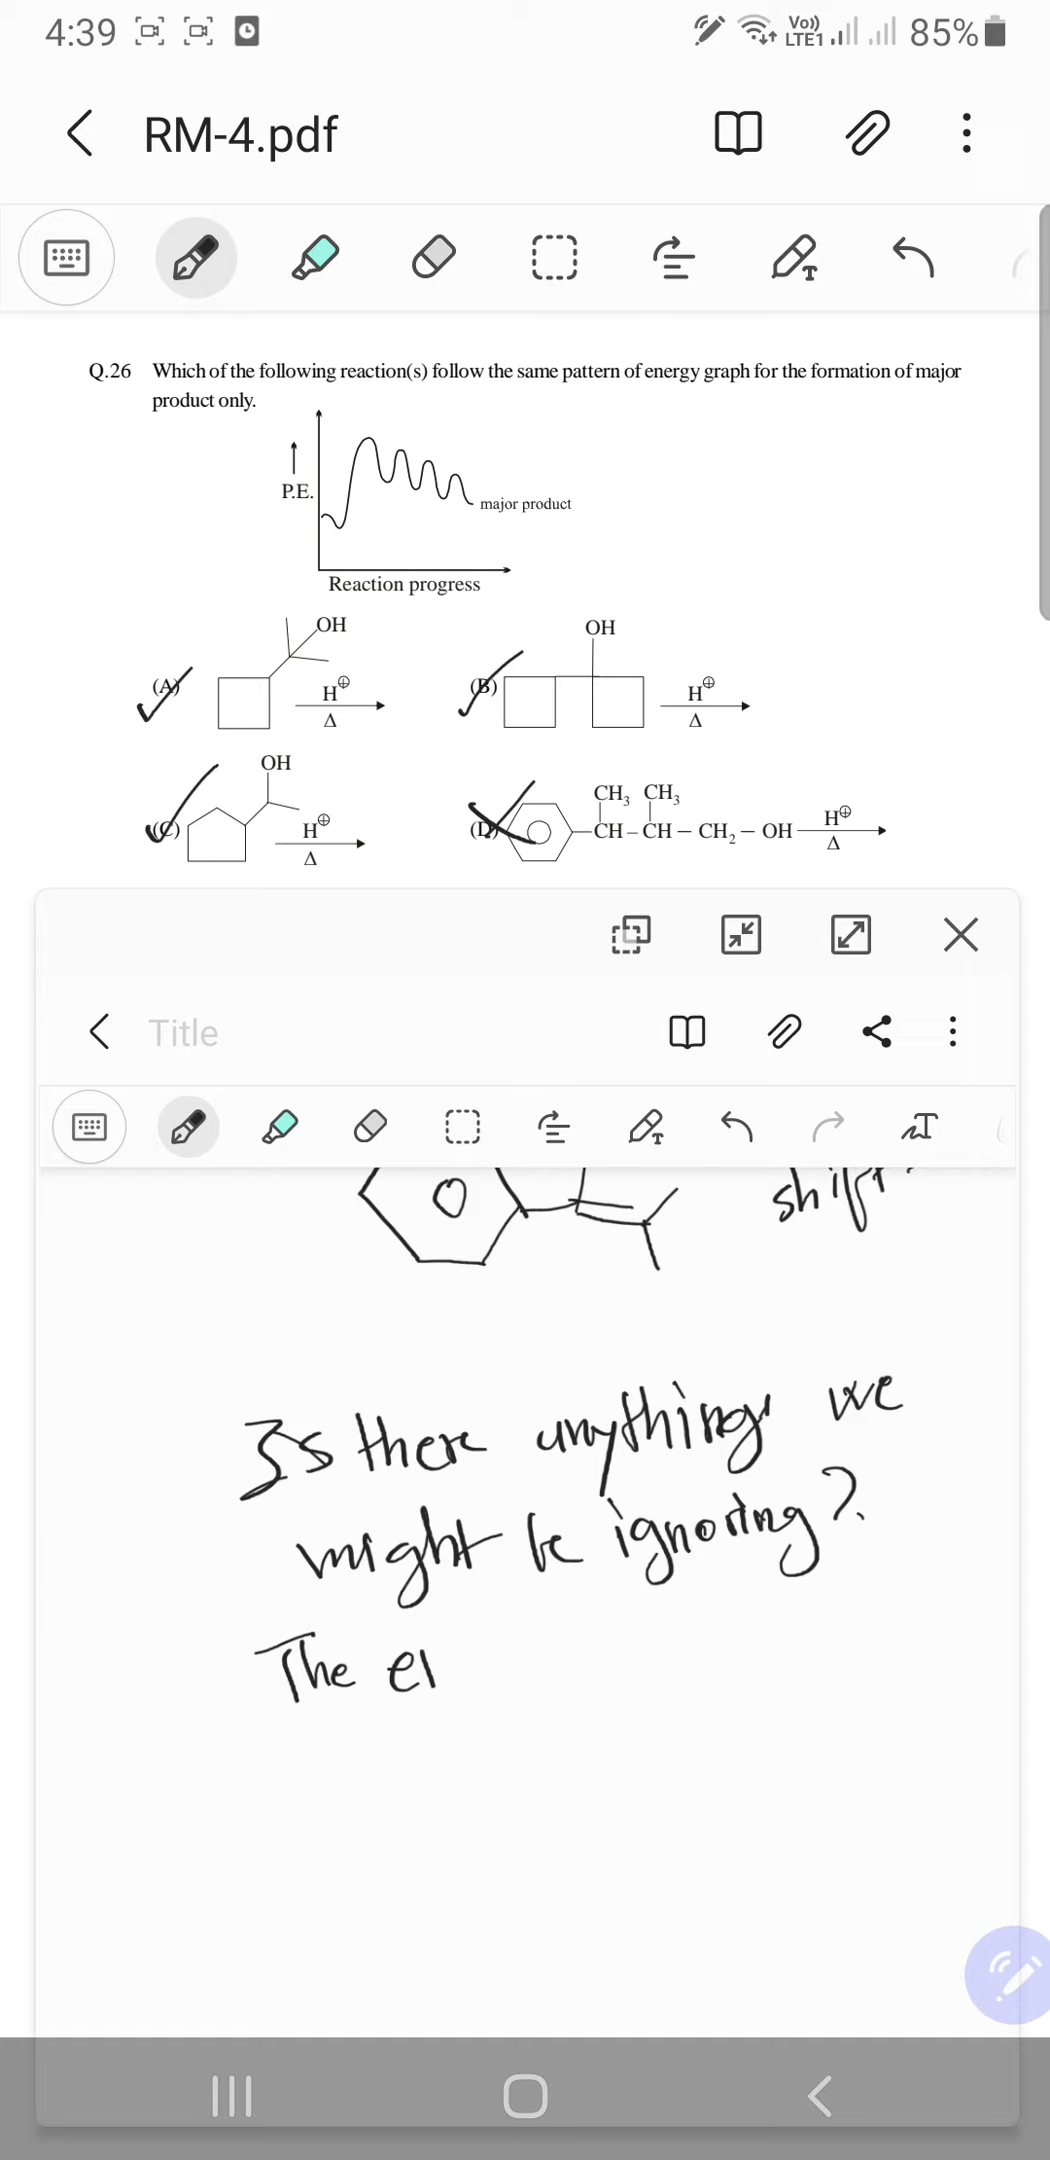 4:39 Vo)) LTE1 85%
RM-4.pdf
Q.26 Which of the following reaction(s) follow the same pattern of energy graph for the formation of major
product only.
P.E.
major product
Reaction progress
OH
(A) H⊕
Δ
OH
(B) H⊕
Δ
OH
(C) H⊕
Δ
CH₃ CH₃
(D) CH – CH – CH₂ – OH H⊕
Δ
Title
shift
Is there anything we
might be ignoring?
The el